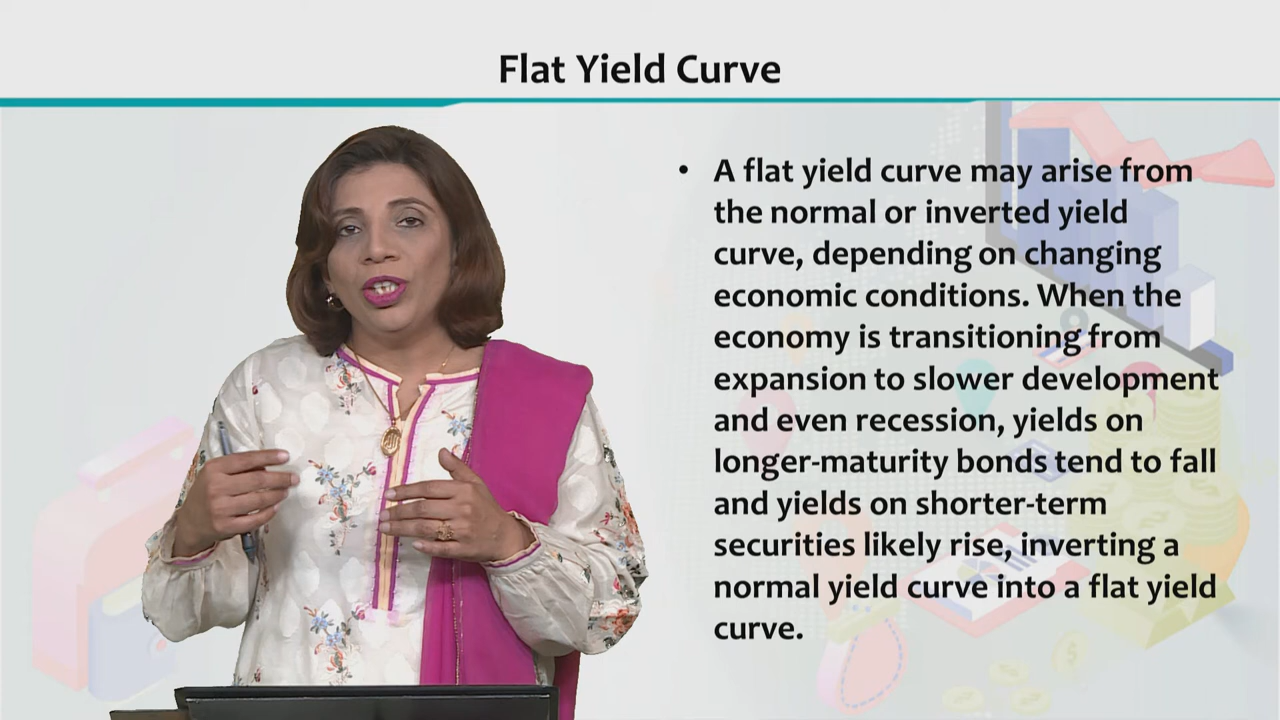 Flat Yield Curve
• A flat yield curve may arise from
the normal or inverted yield
curve, depending on changing
economic conditions. When the
economy is transitioning from
expansion to slower development
and even recession, yields on
longer-maturity bonds tend to fall
and yields on shorter-term
securities likely rise, inverting a
normal yield curve into a flat yield
curve.